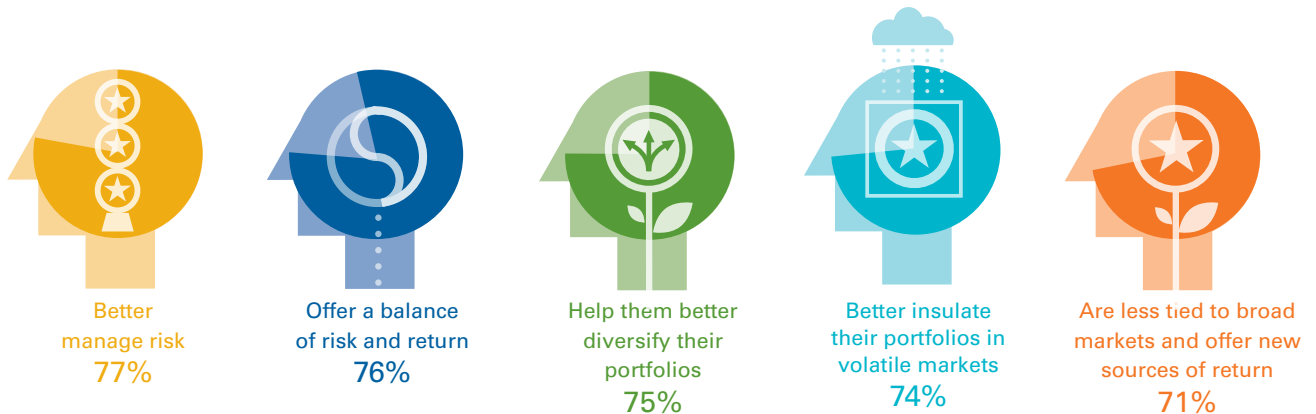 Better
manage risk
77%
Offer a balance
of risk and return
76%
Help them better
diversify their
portfolios
75%
Better insulate
their portfolios in
volatile markets
74%
Are less tied to broad
markets and offer new
sources of return
71%